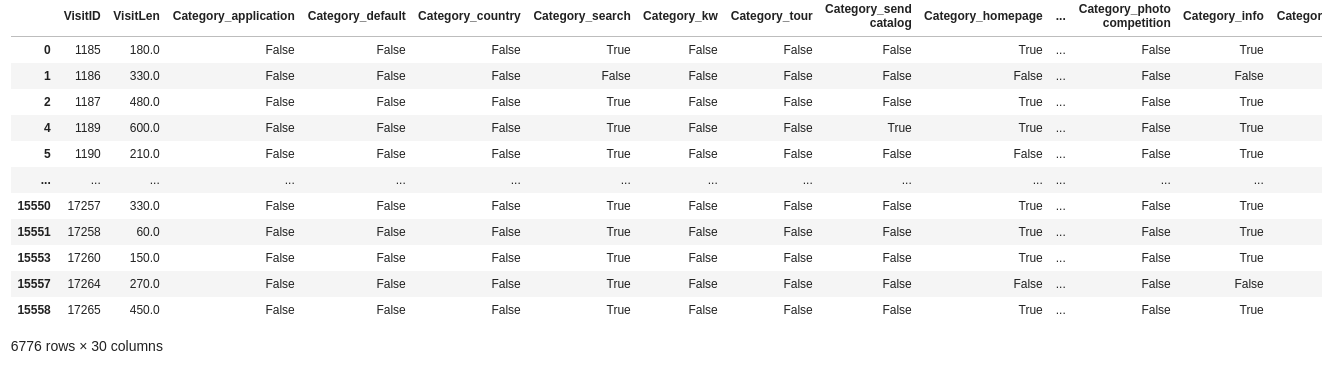 VisitID VisitLen Category_application Category_default Category_country Category_search Category_kw Category_tour Category_send catalog Category_homepage ... Category_photo competition Category_info Categor
0 1185 180.0 False False False True False False False True ... False True
1 1186 330.0 False False False False False False False False ... False False
2 1187 480.0 False False False True False False False True ... False True
4 1189 600.0 False False False True False False True True ... False True
5 1190 210.0 False False False True False False False False ... False True
... ... ... ... ... ... ... ... ... ... ... ... ... ...
15550 17257 330.0 False False False True False False False True ... False True
15551 17258 60.0 False False False True False False False True ... False True
15553 17260 150.0 False False False True False False False True ... False True
15557 17264 270.0 False False False True False False False False ... False False
15558 17265 450.0 False False False True False False False True ... False True
6776 rows × 30 columns